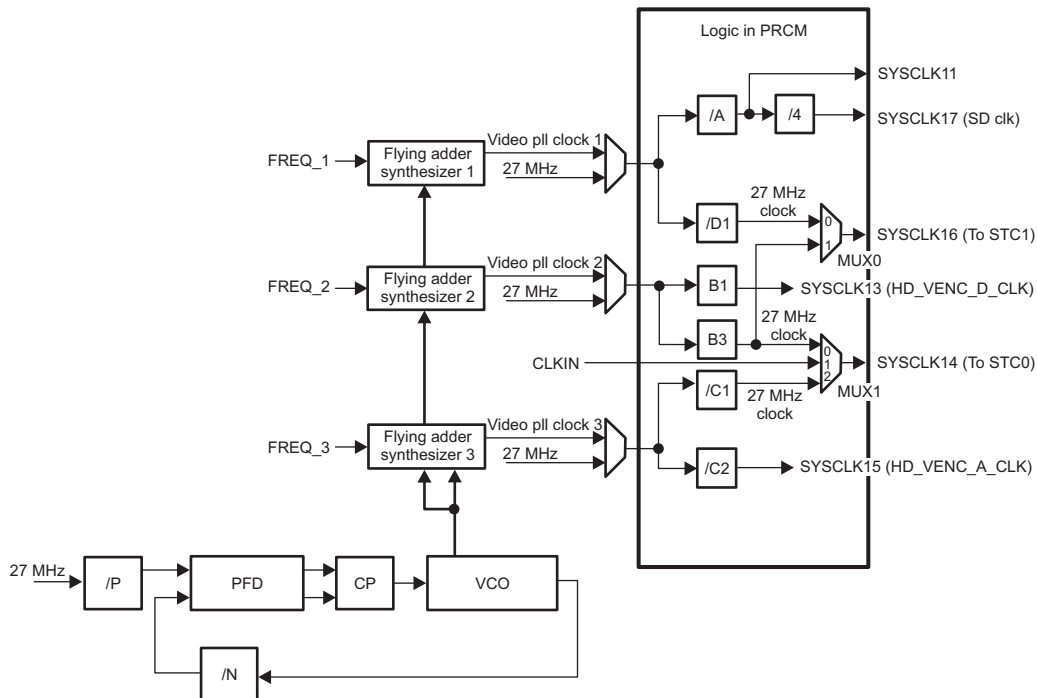 Logic in PRCM
SYSCLK11
/A
/4
SYSCLK17 (SD clk)
Video pll clock 1
FREQ_1
Flying adder
synthesizer 1
27 MHz
27 MHz
clock
/D1
0
1
SYSCLK16 (To STC1)
MUX0
Video pll clock 2
FREQ_2
Flying adder
synthesizer 2
27 MHz
B1
SYSCLK13 (HD_VENC_D_CLK)
27 MHz
clock
B3
CLKIN
0
1
2
SYSCLK14 (To STC0)
MUX1
/C1
27 MHz
clock
Video pll clock 3
FREQ_3
Flying adder
synthesizer 3
27 MHz
/C2
SYSCLK15 (HD_VENC_A_CLK)
27 MHz
/P
PFD
CP
VCO
/N